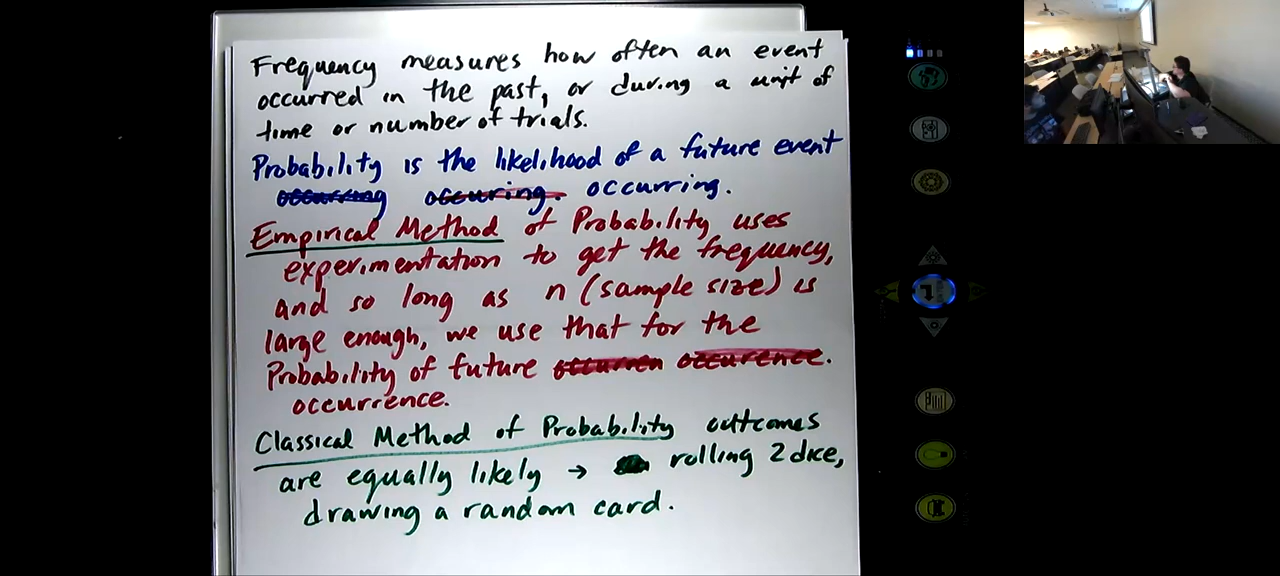 Frequency measures how often an event
occurred in the past, or during a unit of
time or number of trials.
Probability is the likelihood of a future event
occurring occuring. occurring.
Empirical Method of Probability uses
experimentation to get the frequency,
and so long as n (sample size) is
large enough, we use that for the
Probability of future occurren occurence.
occurrence.
Classical Method of Probability outcomes
are equally likely → rolling 2 dice,
drawing a random card.